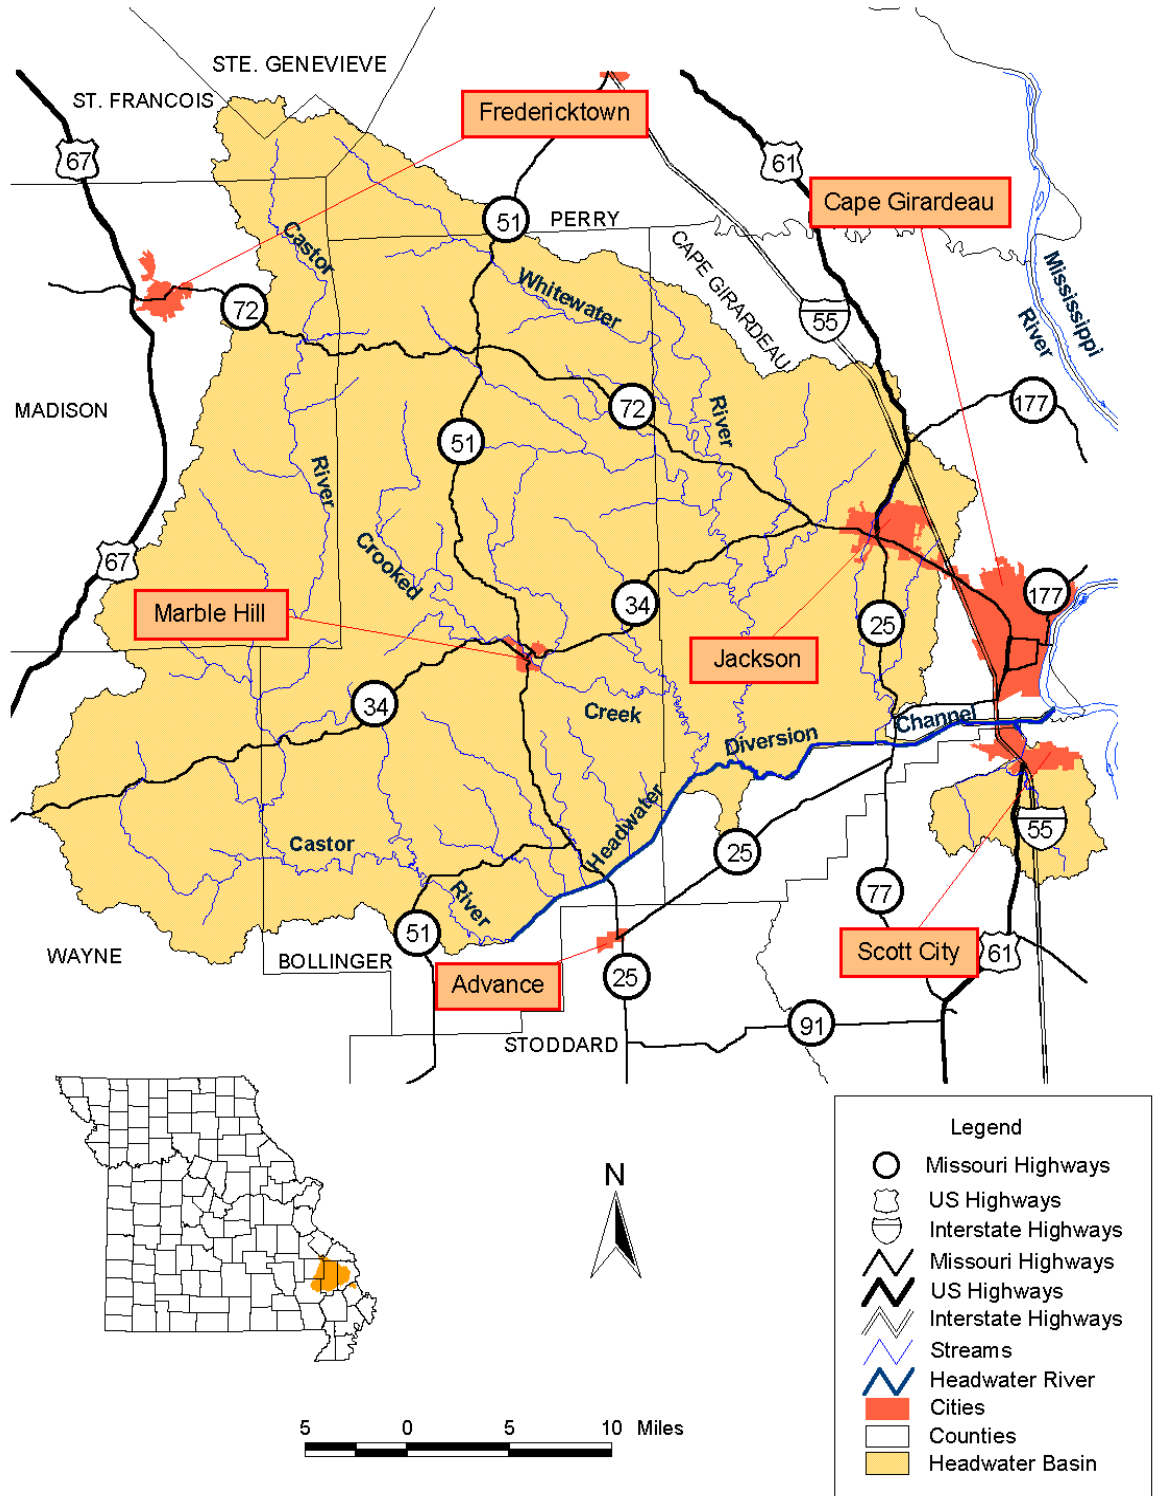 STE. GENEVIEVE
ST. FRANCOIS
Fredericktown
67
61
Cape Girardeau
51
PERRY
CAPE GIRARDEAU
Castor
Whitewater
Mississippi
River
72
55
MADISON
72
River
177
51
River
Crooked
67
Marble Hill
34
177
25
Jackson
34
Creek
Channel
Diversion
Headwater
Castor
55
25
River
77
51
WAYNE
BOLLINGER
Scott City
61
Advance
25
91
STODDARD
Legend
Missouri Highways
US Highways
Interstate Highways
Missouri Highways
US Highways
Interstate Highways
Streams
Headwater River
Cities
Counties
Headwater Basin
N
5 0 5 10 Miles